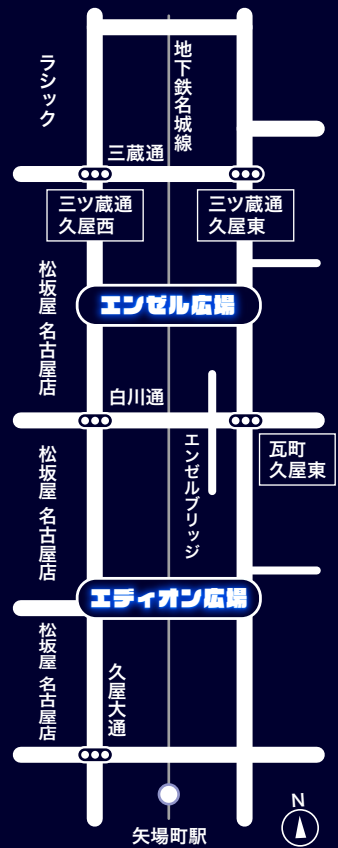 ラシック
地下鉄名城線
三蔵通
三ツ蔵通
久屋西
三ツ蔵通
久屋東
松坂屋 名古屋店
エンゼル広場
白川通
松坂屋 名古屋店
エンゼルブリッジ
瓦町
久屋東
エディオン広場
松坂屋 名古屋店
久屋大通
N
矢場町駅